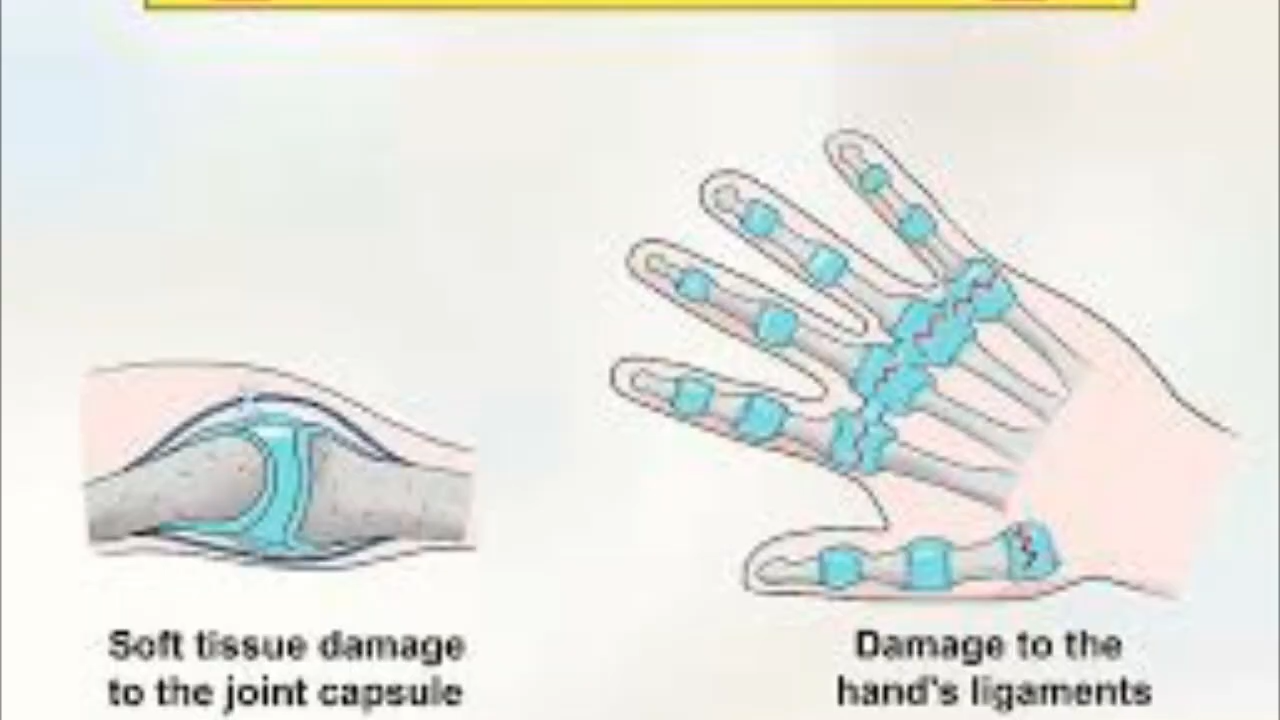 Soft tissue damage
to the joint capsule
Damage to the
hand's ligaments